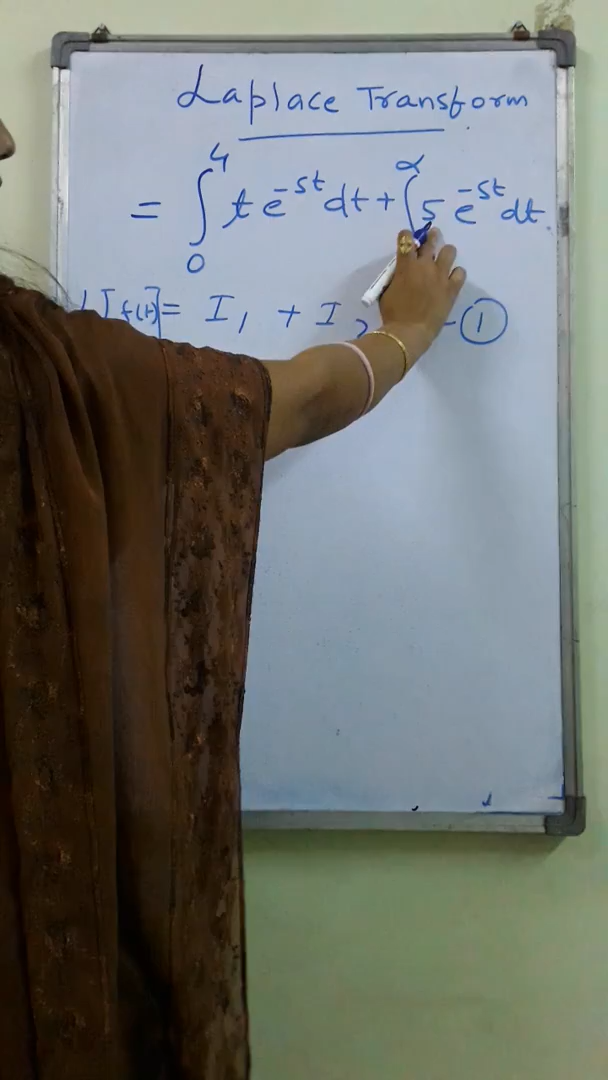 Laplace Transform
= ∫₀⁴ t e^{-st} dt + ∫^∝ 5 e^{-st} dt.
L[f(t)] = I₁ + I₂ - ①